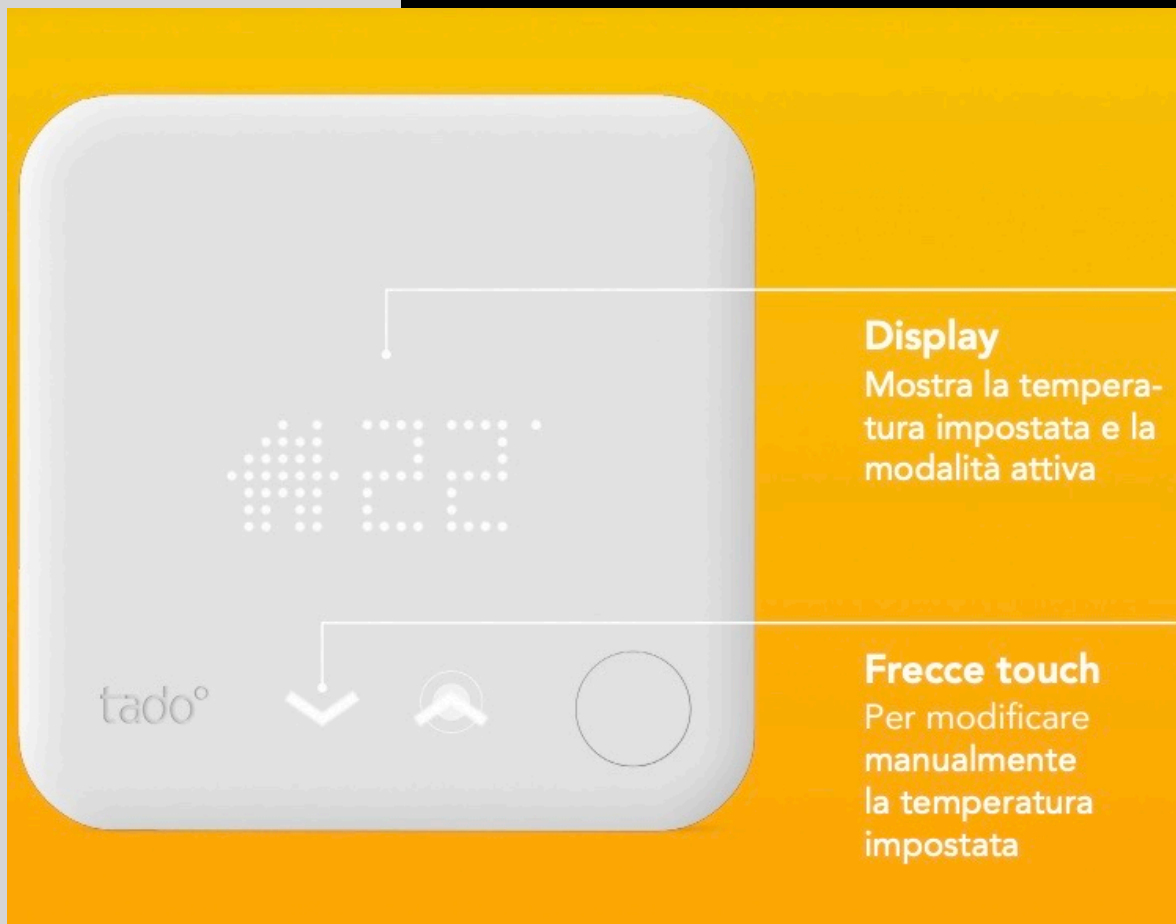 22°
tado°
Display
Mostra la tempera-
tura impostata e la
modalità attiva
Frecce touch
Per modificare
manualmente
la temperatura
impostata